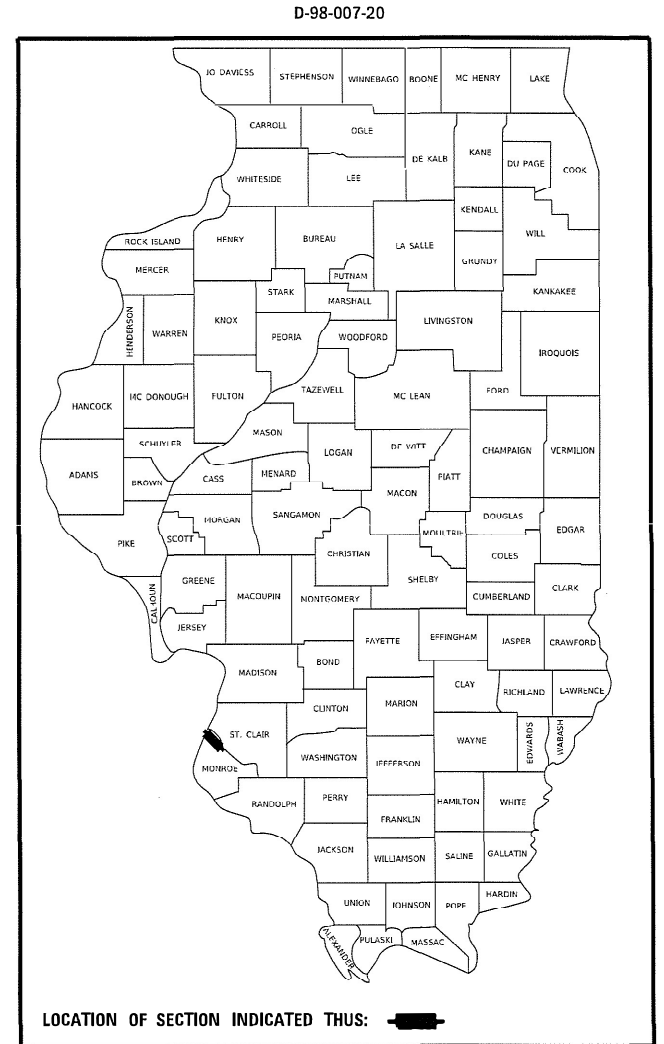 D-98-007-20
JO DAVIESS STEPHENSON WINNEBAGO BOONE MC HENRY LAKE
CARROLL OGLE DE KALB KANE DU PAGE COOK
WHITESIDE LEE KENDALL
ROCK ISLAND HENRY BUREAU LA SALLE GRUNDY WILL
MERCER PUTNAM
STARK MARSHALL KANKAKEE
HENDERSON WARREN KNOX PEORIA WOODFORD LIVINGSTON IROQUOIS
HANCOCK MC DONOUGH FULTON TAZEWELL MC LEAN FORD
MASON
SCHUYLER LOGAN DE WITT CHAMPAIGN VERMILION
ADAMS BROWN CASS MENARD MACON PIATT
MORGAN SANGAMON DOUGLAS
PIKE SCOTT CHRISTIAN MOULTRIE COLES EDGAR
CALHOUN GREENE MACOUPIN MONTGOMERY SHELBY CUMBERLAND CLARK
JERSEY FAYETTE EFFINGHAM JASPER CRAWFORD
MADISON BOND CLAY RICHLAND LAWRENCE
CLINTON MARION
ST. CLAIR WASHINGTON JEFFERSON WAYNE EDWARDS WABASH
MONROE
RANDOLPH PERRY HAMILTON WHITE
FRANKLIN
JACKSON WILLIAMSON SALINE GALLATIN
UNION JOHNSON POPE HARDIN
ALEXANDER PULASKI MASSAC
LOCATION OF SECTION INDICATED THUS: